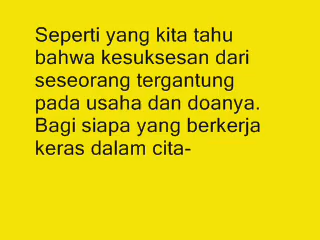 Seperti yang kita tahu
bahwa kesuksesan dari
seseorang tergantung
pada usaha dan doanya.
Bagi siapa yang berkerja
keras dalam cita-